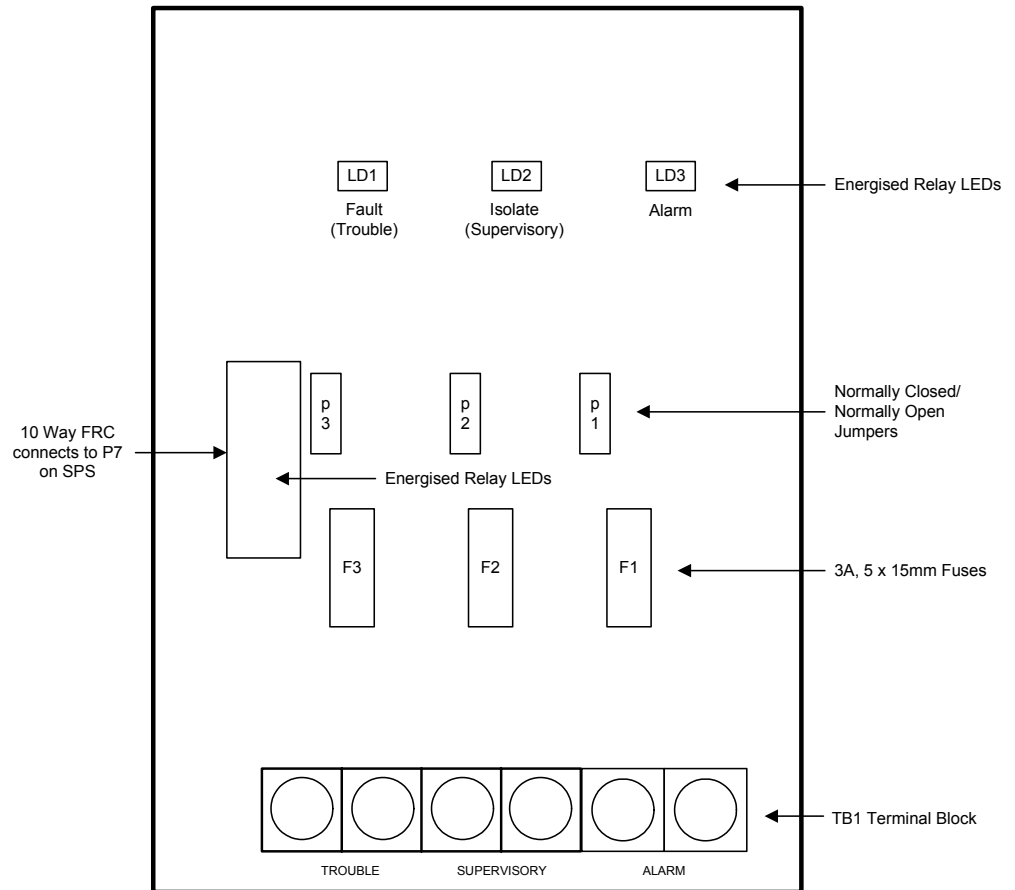 LD1
LD2
LD3
Energised Relay LEDs
Fault
(Trouble)
Isolate
(Supervisory)
Alarm
10 Way FRC
connects to P7
on SPS
p
3
p
2
p
1
Normally Closed/
Normally Open
Jumpers
Energised Relay LEDs
F3
F2
F1
3A, 5 x 15mm Fuses
TB1 Terminal Block
TROUBLE
SUPERVISORY
ALARM